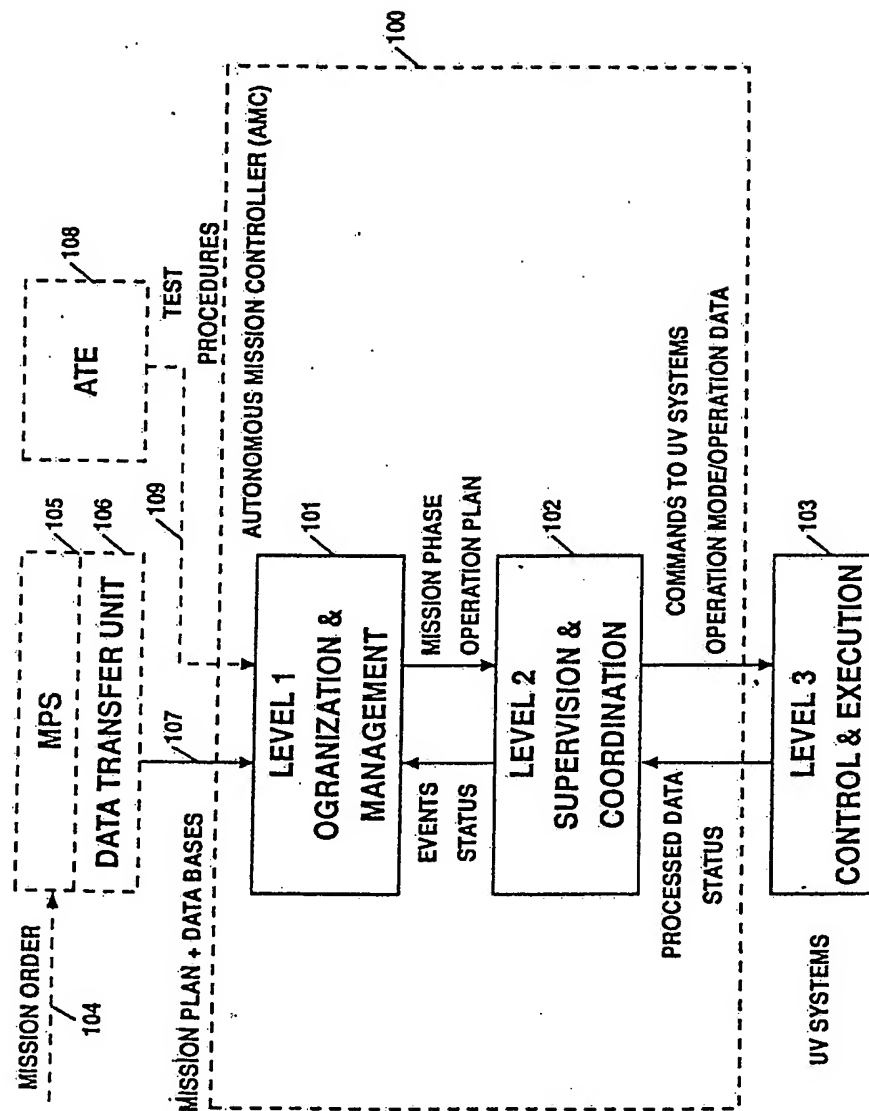 MISSION ORDER
104
MPS
105
DATA TRANSFER UNIT
106
107
ATE
108
109
TEST
PROCEDURES
MISSION PLAN + DATA BASES
AUTONOMOUS MISSION CONTROLLER (AMC)
100
101
LEVEL 1
OGRANIZATION &
MANAGEMENT
EVENTS
STATUS
MISSION PHASE
OPERATION PLAN
102
LEVEL 2
SUPERVISION &
COORDINATION
PROCESSED DATA
STATUS
COMMANDS TO UV SYSTEMS
OPERATION MODE/OPERATION DATA
103
UV SYSTEMS
LEVEL 3
CONTROL & EXECUTION